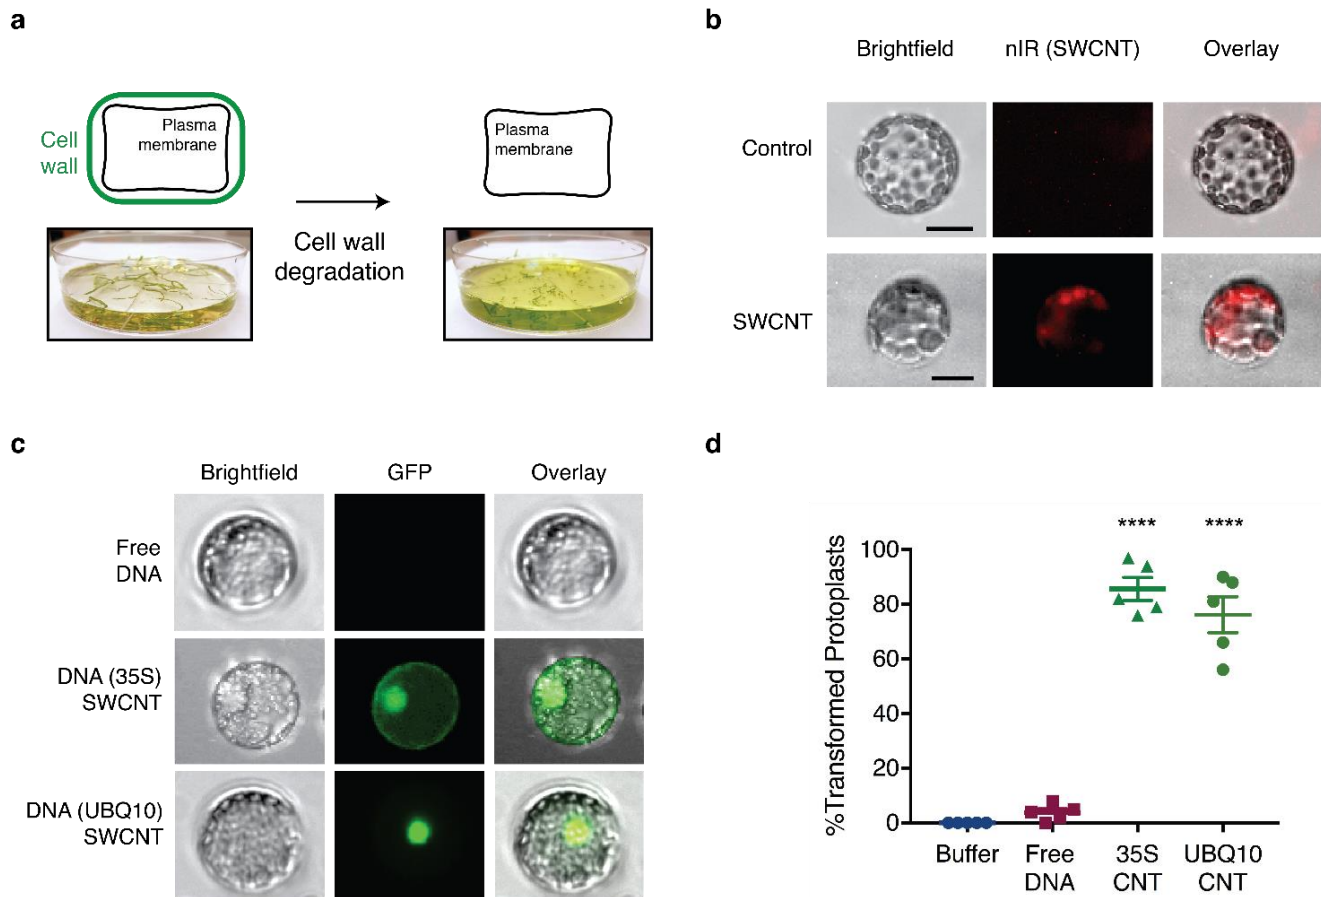 a
Cell
wall
Plasma
membrane
Cell wall
degradation
Plasma
membrane
b
Brightfield
nIR (SWCNT)
Overlay
Control
SWCNT
c
Brightfield
GFP
Overlay
Free
DNA
DNA (35S)
SWCNT
DNA (UBQ10)
SWCNT
d
%Transformed Protoplasts
100
80
60
40
20
0
****
****
Buffer
Free
DNA
35S
CNT
UBQ10
CNT